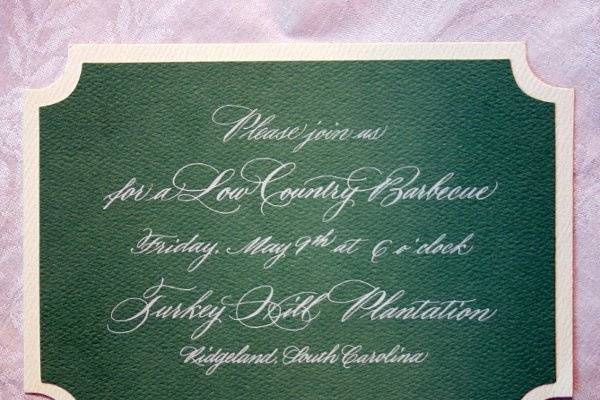 Please join us
for a Low Country Barbecue
Friday, May 9th at 6 o'clock
Turkey Hill Plantation
Ridgeland, South Carolina